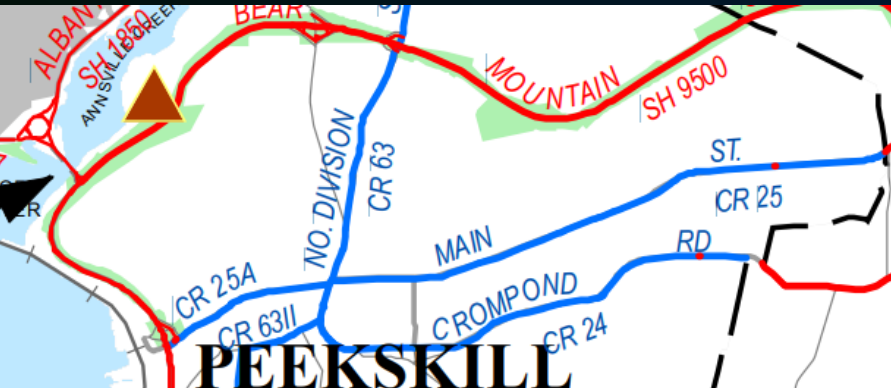 BEAR
MOUNTAIN
SH 9500
ALBAN
SH 1850
ANNSVILLE CREEK
NO. DIVISION
CR 63
ST.
CR 25
MAIN
RD
CR 25A
CROMPOND
CR 63II
CR 24
PEEKSKILL